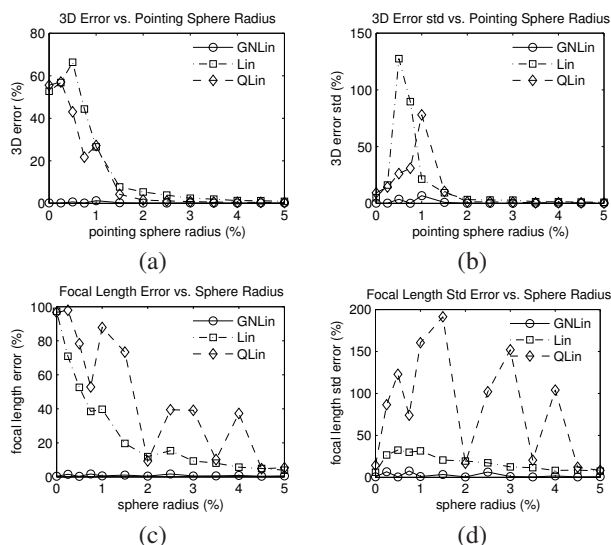 3D Error vs. Pointing Sphere Radius
80
60
40
20
0
3D error (%)
GNLin
Lin
QLin
0 1 2 3 4 5
pointing sphere radius (%)
(a)
3D Error std vs. Pointing Sphere Radius
150
100
50
0
3D error std (%)
GNLin
Lin
QLin
0 1 2 3 4 5
pointing sphere radius (%)
(b)
Focal Length Error vs. Sphere Radius
100
80
60
40
20
0
focal length error (%)
GNLin
Lin
QLin
0 1 2 3 4 5
sphere radius (%)
(c)
Focal Length Std Error vs. Sphere Radius
200
150
100
50
0
focal length std error (%)
GNLin
Lin
QLin
0 1 2 3 4 5
sphere radius (%)
(d)